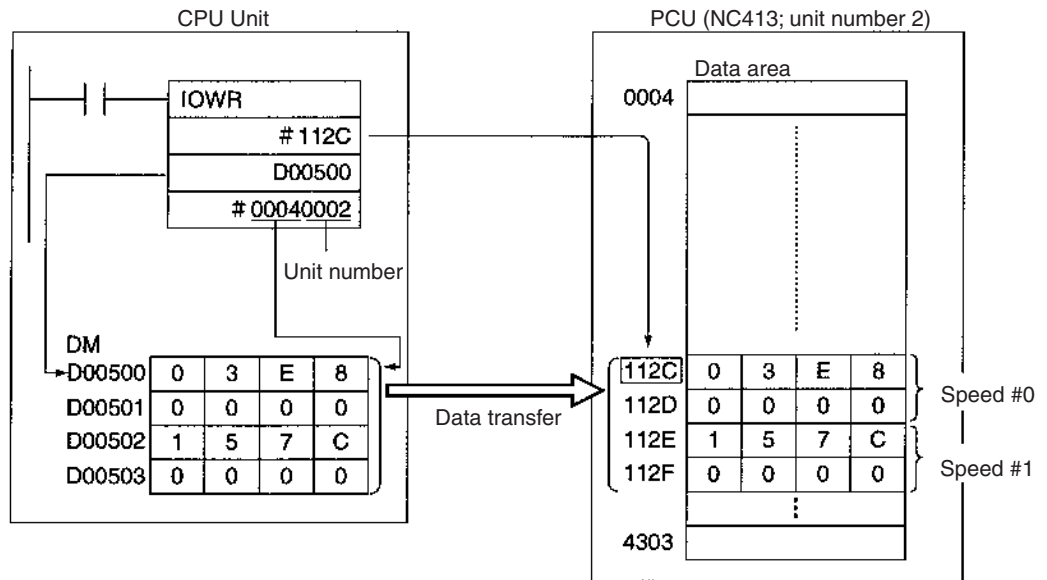 CPU Unit
PCU (NC413; unit number 2)
IOWR
#112C
D00500
#00040002
Unit number
DM
D00500 0 3 E 8
D00501 0 0 0 0
D00502 1 5 7 C
D00503 0 0 0 0
Data transfer
Data area
0004
112C 0 3 E 8
112D 0 0 0 0
112E 1 5 7 C
112F 0 0 0 0
4303
Speed #0
Speed #1